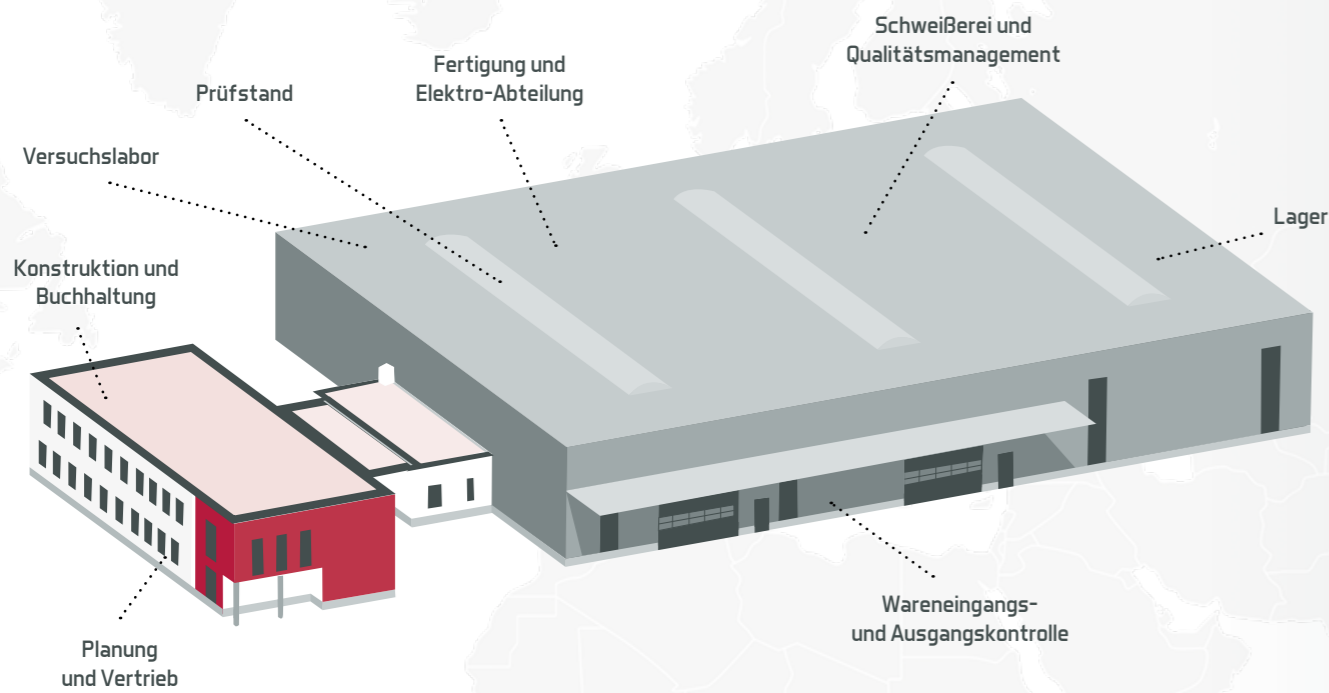 Schweißerei und
Qualitätsmanagement
Fertigung und
Elektro-Abteilung
Prüfstand
Versuchslabor
Lager
Konstruktion und
Buchhaltung
Wareneingangs-
und Ausgangskontrolle
Planung
und Vertrieb